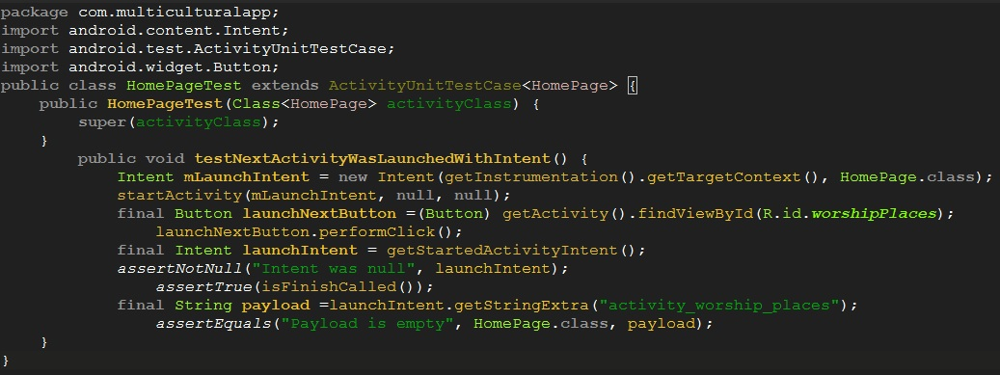 package com.multiculturalapp;
import android.content.Intent;
import android.test.ActivityUnitTestCase;
import android.widget.Button;
public class HomePageTest extends ActivityUnitTestCase<HomePage> {
    public HomePageTest(Class<HomePage> activityClass) {
        super(activityClass);
    }
        public void testNextActivityWasLaunchedWithIntent() {
            Intent mLaunchIntent = new Intent(getInstrumentation().getTargetContext(), HomePage.class);
            startActivity(mLaunchIntent, null, null);
            final Button launchNextButton =(Button) getActivity().findViewById(R.id.worshipPlaces);
                launchNextButton.performClick();
            final Intent launchIntent = getStartedActivityIntent();
            assertNotNull("Intent was null", launchIntent);
                assertTrue(isFinishCalled());
            final String payload =launchIntent.getStringExtra("activity_worship_places");
                assertEquals("Payload is empty", HomePage.class, payload);
    }
}